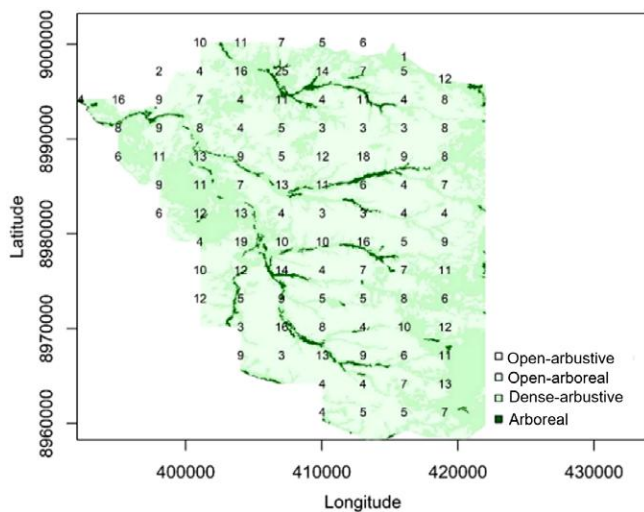 10 11 7 5 6
1
2 4 16 25 14 7 5
12
4 16 9 7 4 11 4 11 4 8
8 9 8 4 5 3 3 3 8
6 11 13 9 5 12 18 9 8
9 11 7 13 11 6 4 7
6 12 13 4 3 3 4 4
4 19 10 10 16 5 9
10 12 14 4 7 7 11
12 5 9 5 5 8 6
3 16 8 4 10 12
9 3 13 9 6 11
4 4 7 13
4 5 5 7
9000000
8990000
8980000
8970000
8960000
Latitude
Open-arbustive
Open-arboreal
Dense-arbustive
Arboreal
400000 410000 420000 430000
Longitude